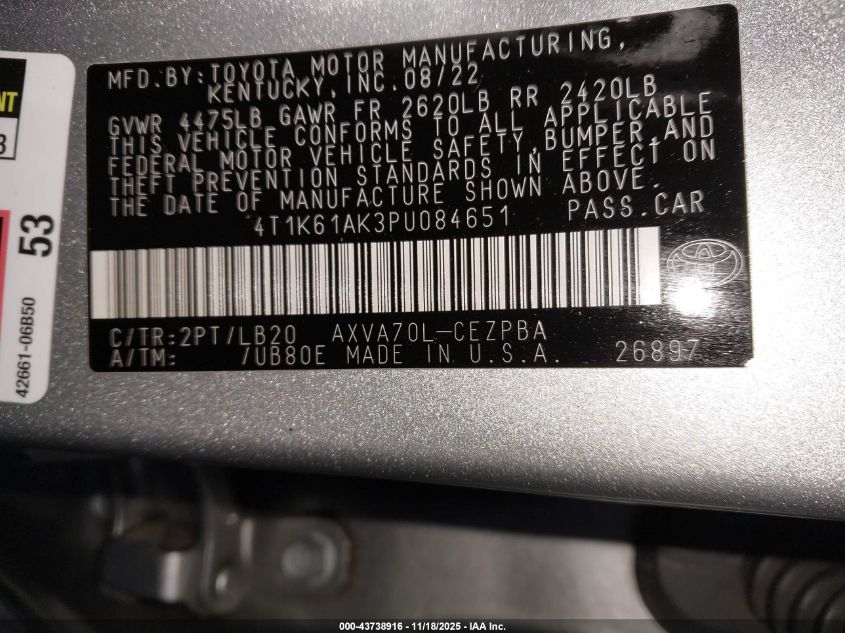 MFD.BY:TOYOTA MOTOR MANUFACTURING,
KENTUCKY,INC.08/22
GVWR 4475LB GAWR FR 2620LB RR 2420LB
THIS VEHICLE CONFORMS TO ALL APPLICABLE
FEDERAL MOTOR VEHICLE SAFETY,BUMPER,AND
THEFT PREVENTION STANDARDS IN EFFECT ON
THE DATE OF MANUFACTURE SHOWN ABOVE.
4T1K61AK3PU084651 PASS.CAR
C/TR:2PT/LB20 AXVA70L-CEZPBA
A/TM: /UB80E MADE IN U.S.A. 26897
53
42661-06B50
000-43738916 - 11/18/2025 - IAA Inc.